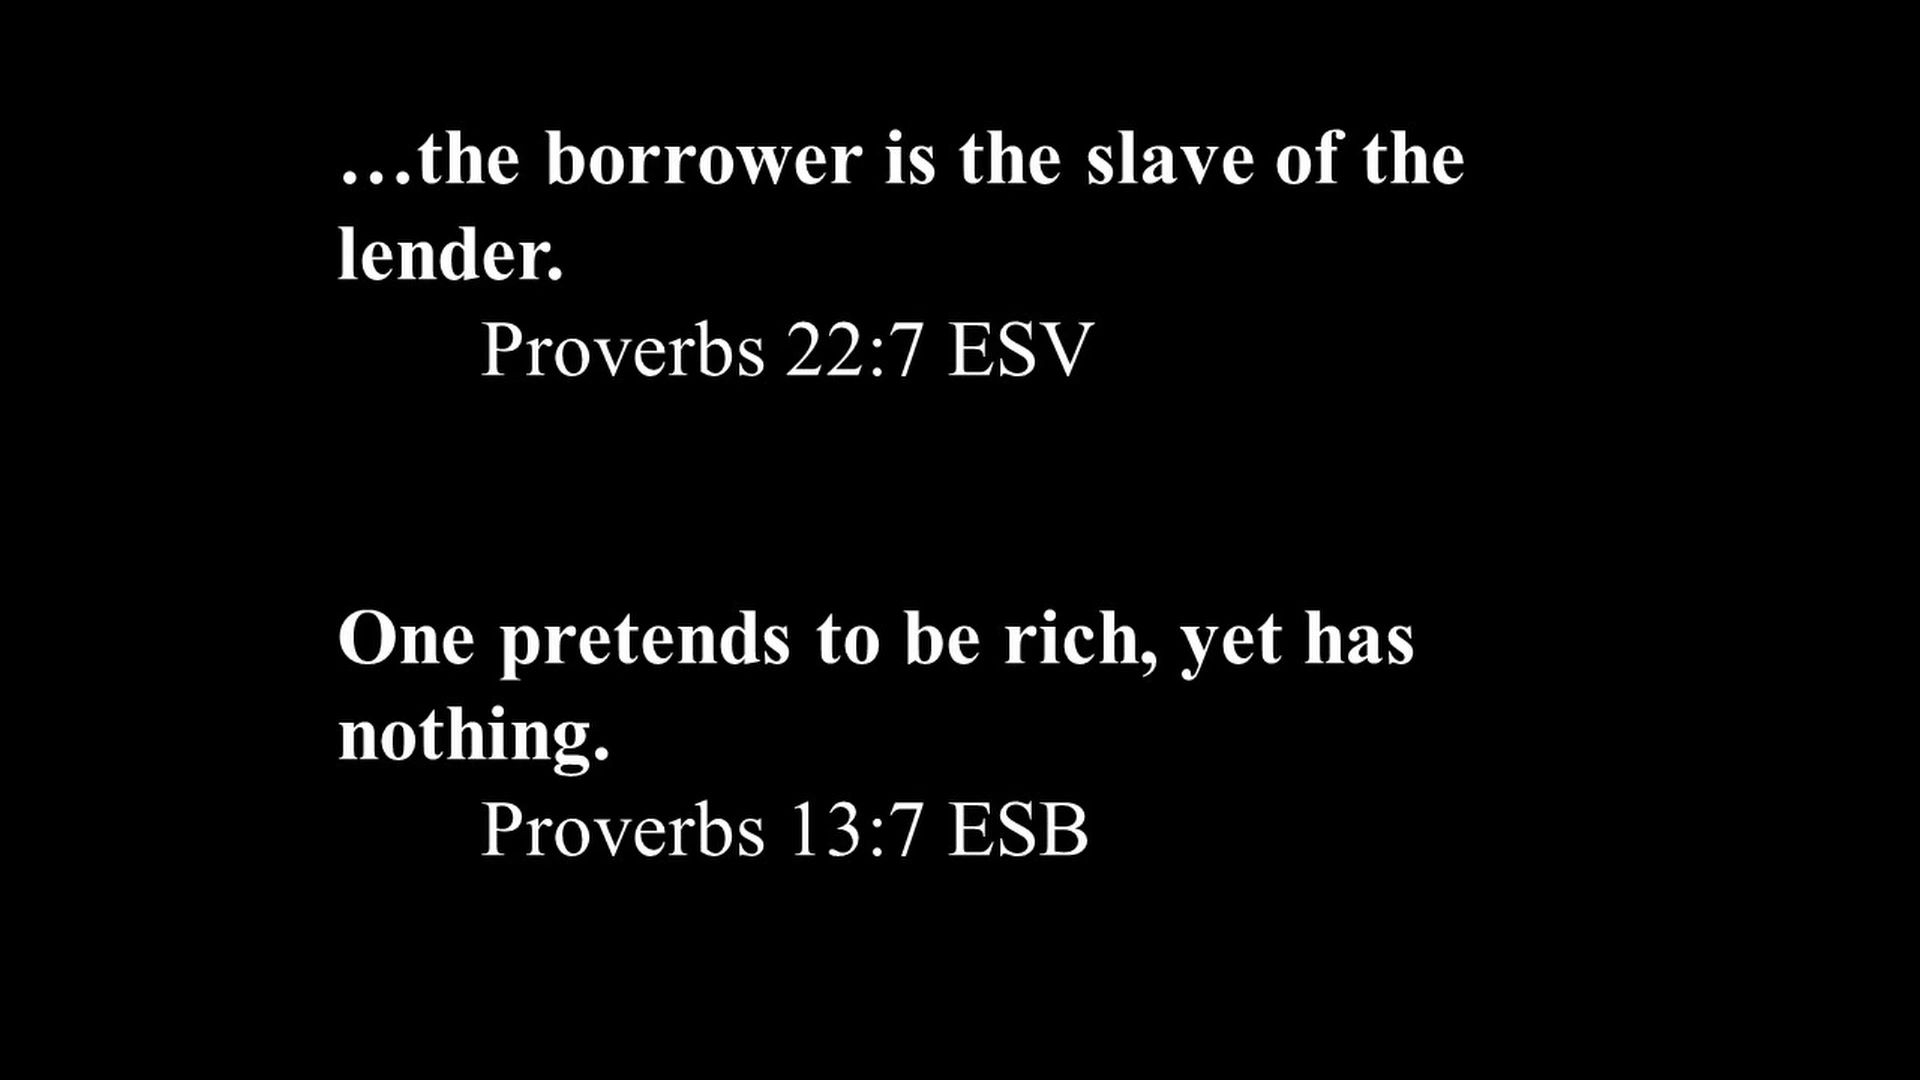 …the borrower is the slave of the
lender.
Proverbs 22:7 ESV
One pretends to be rich, yet has
nothing.
Proverbs 13:7 ESB